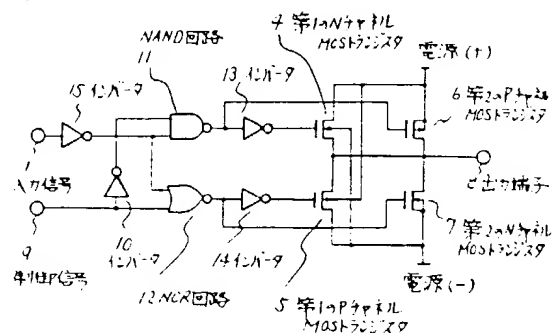 NAND回路
11
4 第1のNチャネル
MOSトランジスタ
電源(+)
15 インバータ
13 インバータ
6 第2のPチャネル
MOSトランジスタ
1
入力信号
2 出力端子
9
制御信号
10
インバータ
14 インバータ
7 第2のNチャネル
MOSトランジスタ
12 NOR回路
電源(-)
5 第1のPチャネル
MOSトランジスタ